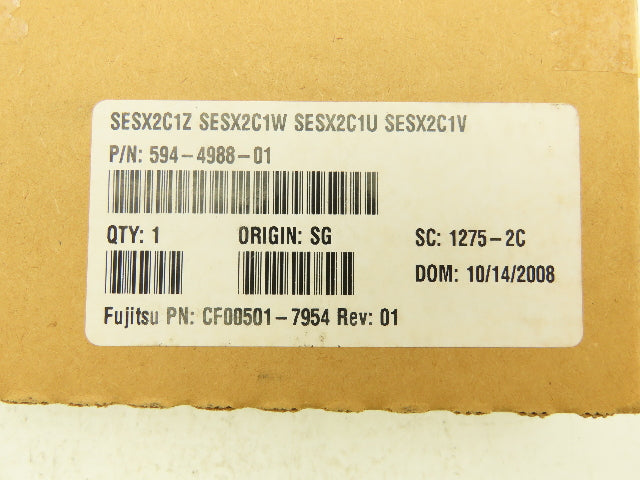 SESX2C1Z SESX2C1W SESX2C1U SESX2C1V
P/N: 594-4988-01
QTY: 1 ORIGIN: SG SC: 1275-2C
DOM: 10/14/2008
Fujitsu PN: CF00501-7954 Rev: 01